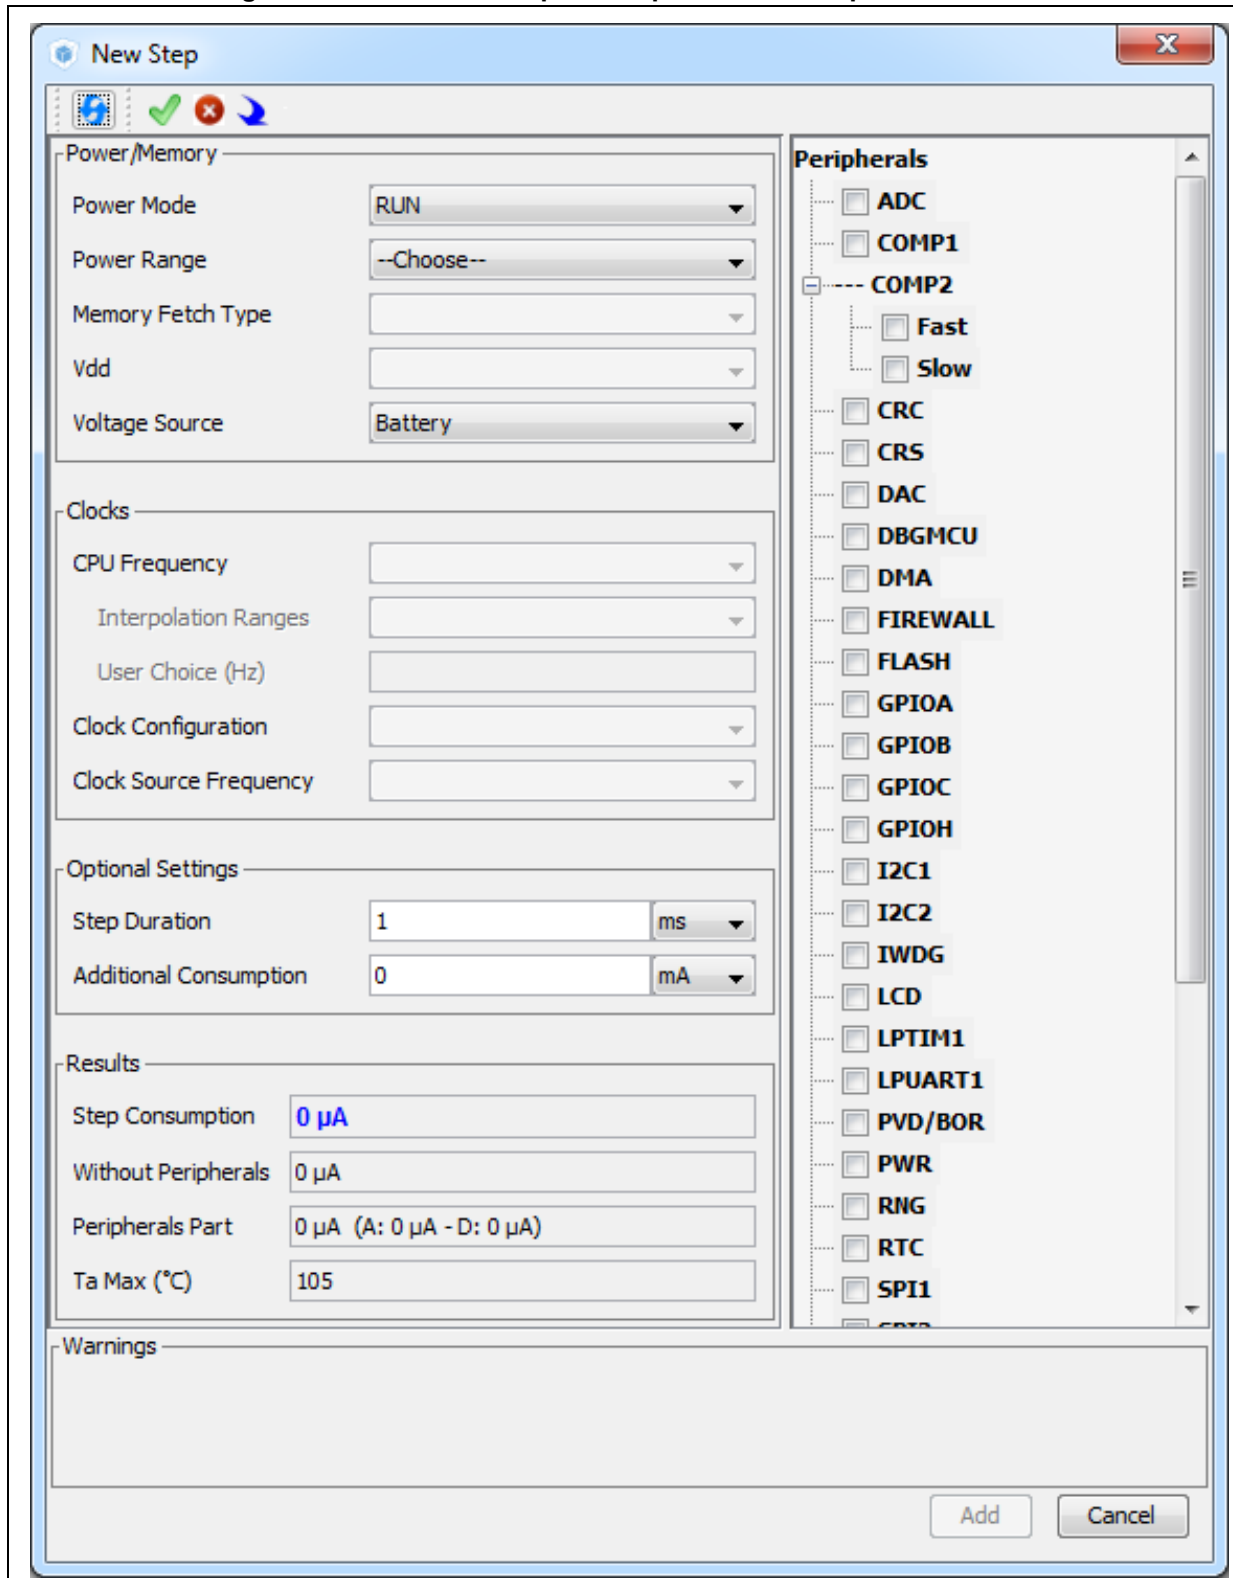 New Step
Power/Memory
Power Mode RUN
Power Range --Choose--
Memory Fetch Type
Vdd
Voltage Source Battery
Clocks
CPU Frequency
Interpolation Ranges
User Choice (Hz)
Clock Configuration
Clock Source Frequency
Optional Settings
Step Duration 1 ms
Additional Consumption 0 mA
Results
Step Consumption 0 µA
Without Peripherals 0 µA
Peripherals Part 0 µA (A: 0 µA - D: 0 µA)
Ta Max (°C) 105
Peripherals
ADC
COMP1
COMP2
Fast
Slow
CRC
CRS
DAC
DBGMCU
DMA
FIREWALL
FLASH
GPIOA
GPIOB
GPIOC
GPIOH
I2C1
I2C2
IWDG
LCD
LPTIM1
LPUART1
PVD/BOR
PWR
RNG
RTC
SPI1
Warnings
Add Cancel